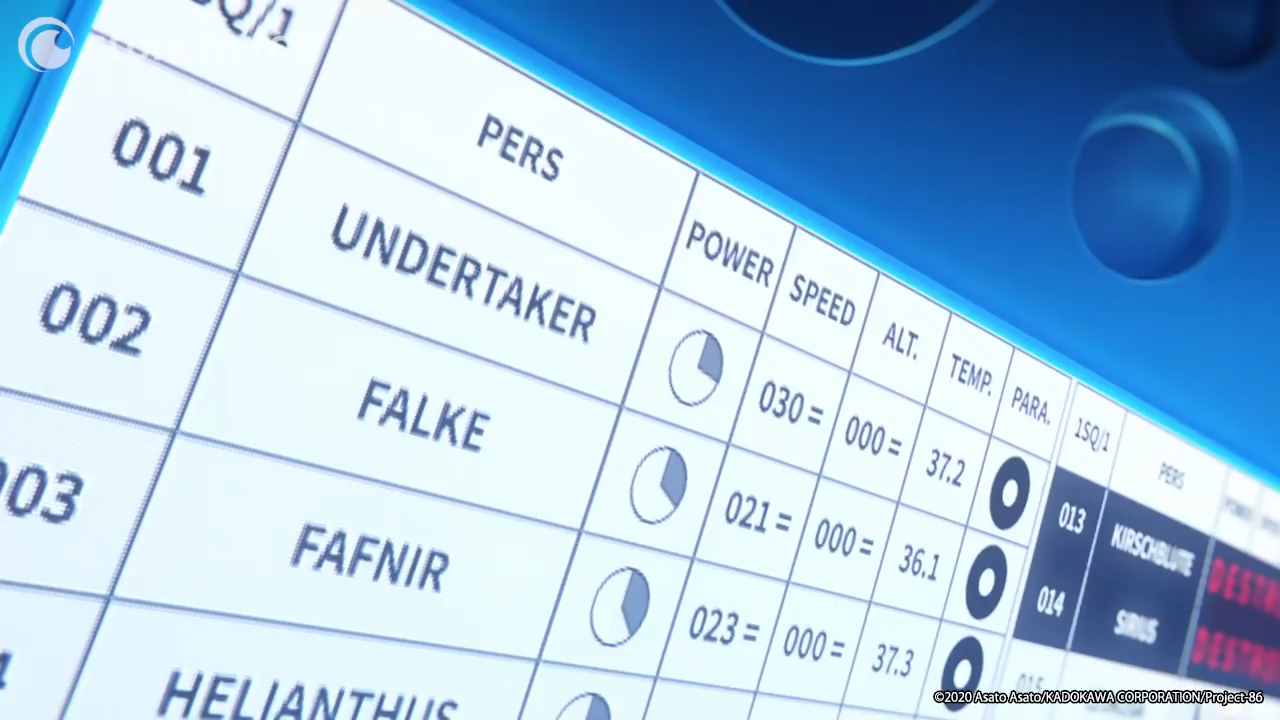 SQ/1 PERS POWER SPEED ALT. TEMP. PARA.
001 UNDERTAKER 030 = 000 = 37.2
002 FALKE 021 = 000 = 36.1
003 FAFNIR 023 = 000 = 37.3
HELIANTHUS
1SQ/1 PERS
013 KIRSCHBLUTE
014 SIRIUS
015
©2020 Asato Asato/KADOKAWA CORPORATION/Project-86